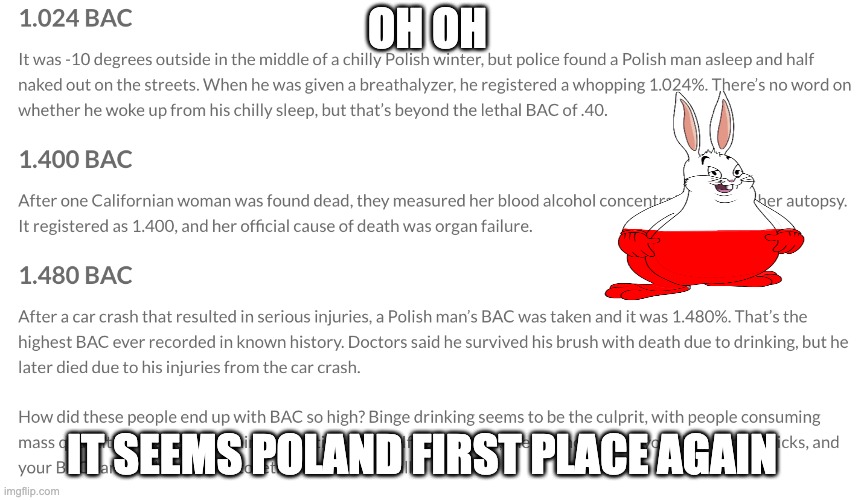 OH OH
1.024 BAC
It was -10 degrees outside in the middle of a chilly Polish winter, but police found a Polish man asleep and half
naked out on the streets. When he was given a breathalyzer, he registered a whopping 1.024%. There's no word on
whether he woke up from his chilly sleep, but that's beyond the lethal BAC of .40.
1.400 BAC
After one Californian woman was found dead, they measured her blood alcohol her autopsy.
It registered as 1.400, and her official cause of death was organ failure.
1.480 BAC
After a car crash that resulted in serious injuries, a Polish man's BAC was taken and it was 1.480%. That's the
highest BAC ever recorded in known history. Doctors said he survived his brush with death due to drinking, but he
later died due to his injuries from the car crash.
How did these people end up with BAC so high? Binge drinking seems to be the culprit, with people consuming
mass and
your
IT SEEMS POLAND FIRST PLACE AGAIN
imgflip.com